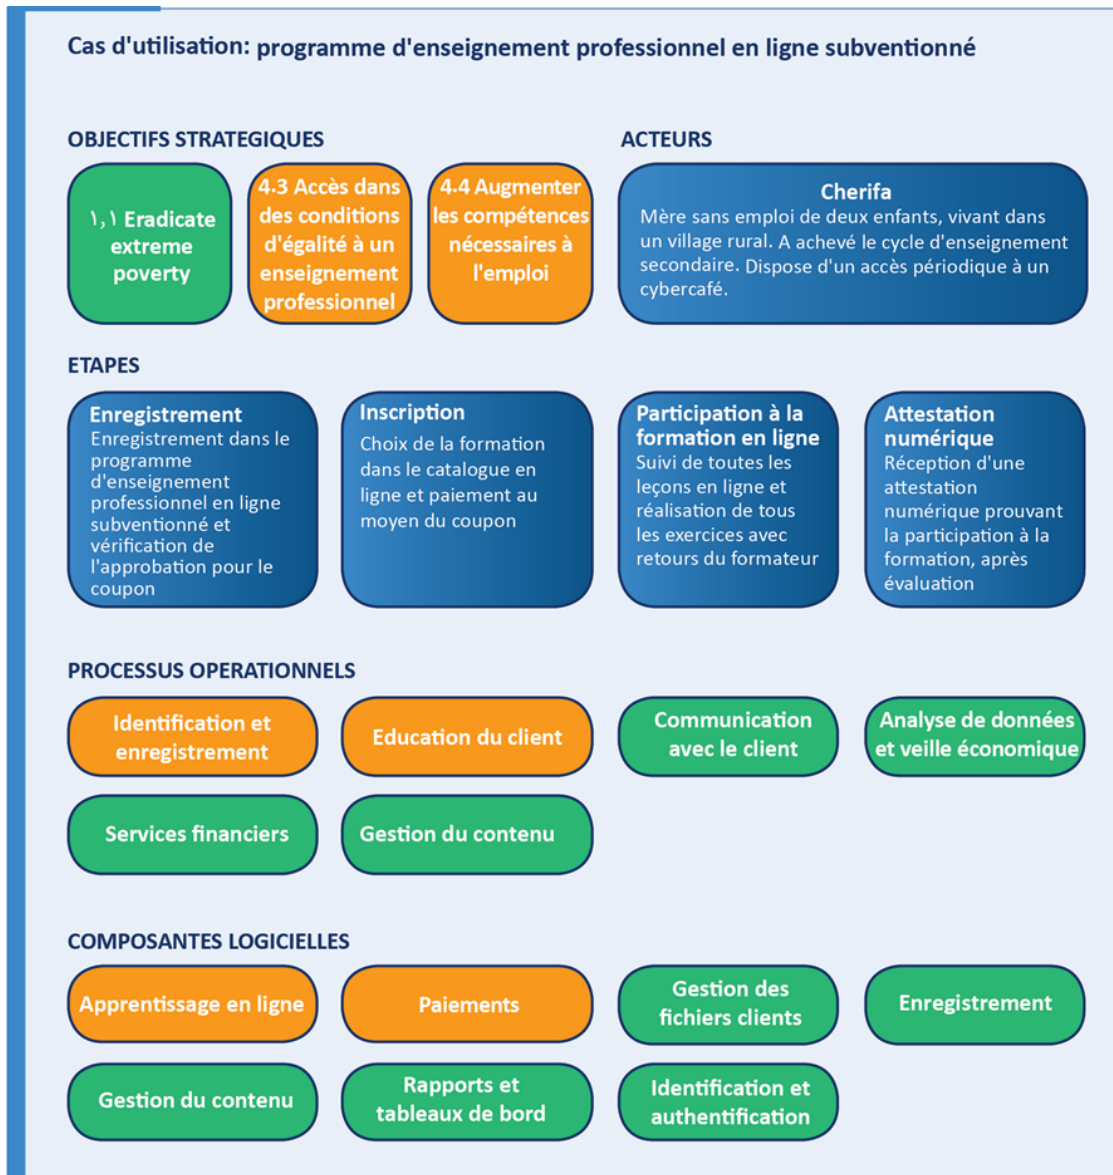 Cas d'utilisation: programme d'enseignement professionnel en ligne subventionné
OBJECTIFS STRATEGIQUES
١,١ Eradicate
extreme
poverty
4.3 Accès dans
des conditions
d'égalité à un
enseignement
professionnel
4.4 Augmenter
les compétences
nécessaires à
l'emploi
ACTEURS
Cherifa
Mère sans emploi de deux enfants, vivant dans
un village rural. A achevé le cycle d'enseignement
secondaire. Dispose d'un accès périodique à un
cybercafé.
ETAPES
Enregistrement
Enregistrement dans le
programme
d'enseignement
professionnel en ligne
subventionné et
vérification de
l'approbation pour le
coupon
Inscription
Choix de la formation
dans le catalogue en
ligne et paiement au
moyen du coupon
Participation à la
formation en ligne
Suivi de toutes les
leçons en ligne et
réalisation de tous
les exercices avec
retours du formateur
Attestation
numérique
Réception d'une
attestation
numérique prouvant
la participation à la
formation, après
évaluation
PROCESSUS OPERATIONNELS
Identification et
enregistrement
Education du client
Communication
avec le client
Analyse de données
et veille économique
Services financiers
Gestion du contenu
COMPOSANTES LOGICIELLES
Apprentissage en ligne
Paiements
Gestion des
fichiers clients
Enregistrement
Gestion du contenu
Rapports et
tableaux de bord
Identification et
authentification